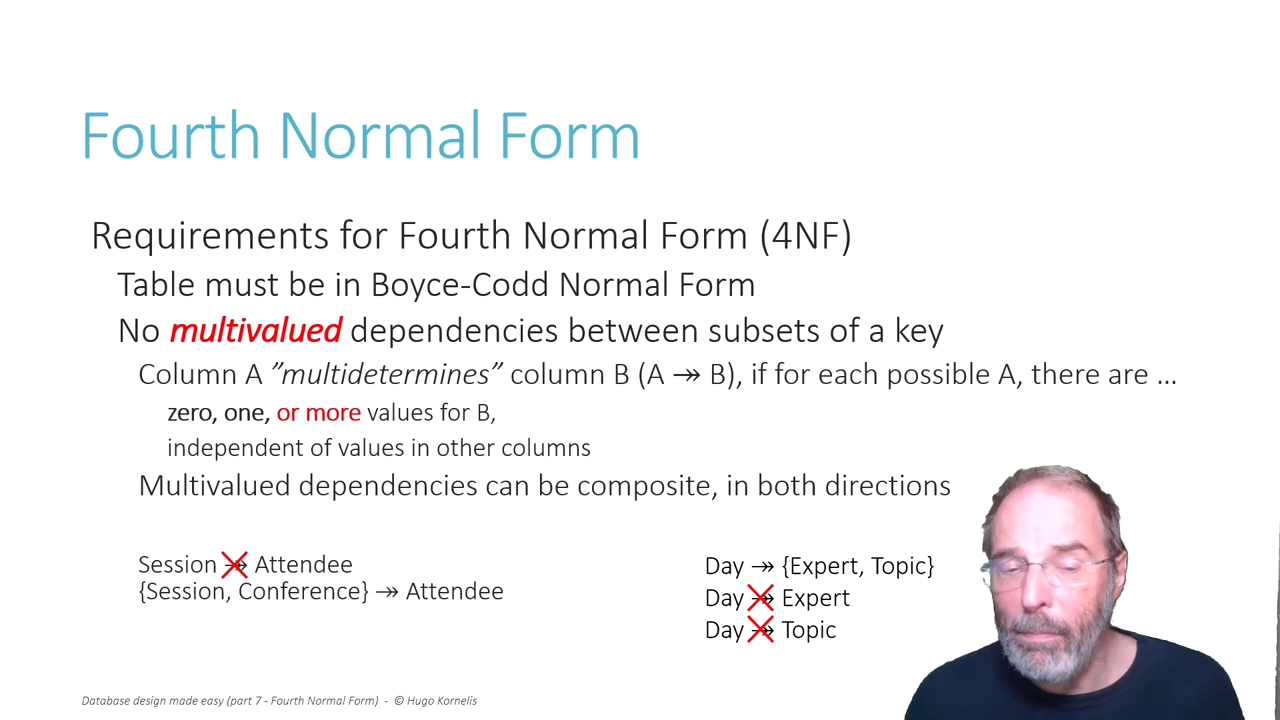 Fourth Normal Form
Requirements for Fourth Normal Form (4NF)
Table must be in Boyce-Codd Normal Form
No multivalued dependencies between subsets of a key
Column A ”multidetermines” column B (A ↠ B), if for each possible A, there are …
zero, one, or more values for B,
independent of values in other columns
Multivalued dependencies can be composite, in both directions
Session ↠ Attendee
{Session, Conference} ↠ Attendee
Day ↠ {Expert, Topic}
Day ↠ Expert
Day ↠ Topic
Database design made easy (part 7 - Fourth Normal Form) - © Hugo Kornelis